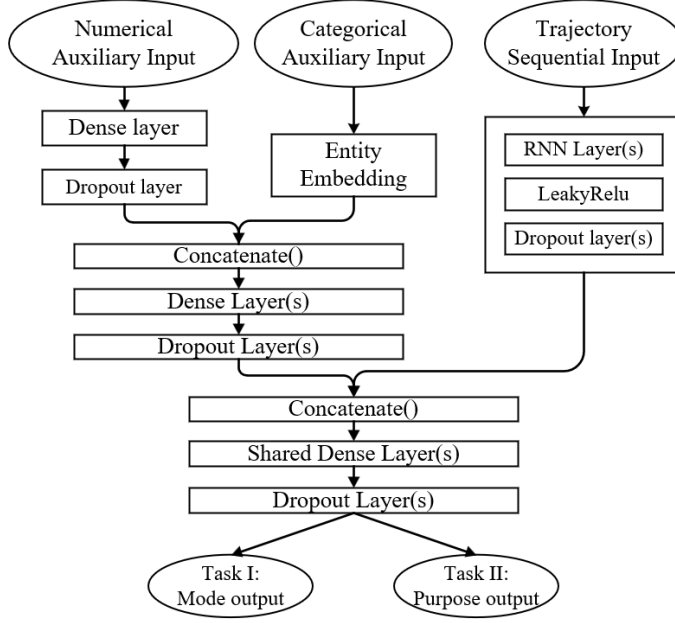 Numerical
Auxiliary Input
Categorical
Auxiliary Input
Trajectory
Sequential Input
Dense layer
Dropout layer
Entity
Embedding
RNN Layer(s)
LeakyRelu
Dropout layer(s)
Concatenate()
Dense Layer(s)
Dropout Layer(s)
Concatenate()
Shared Dense Layer(s)
Dropout Layer(s)
Task I:
Mode output
Task II:
Purpose output